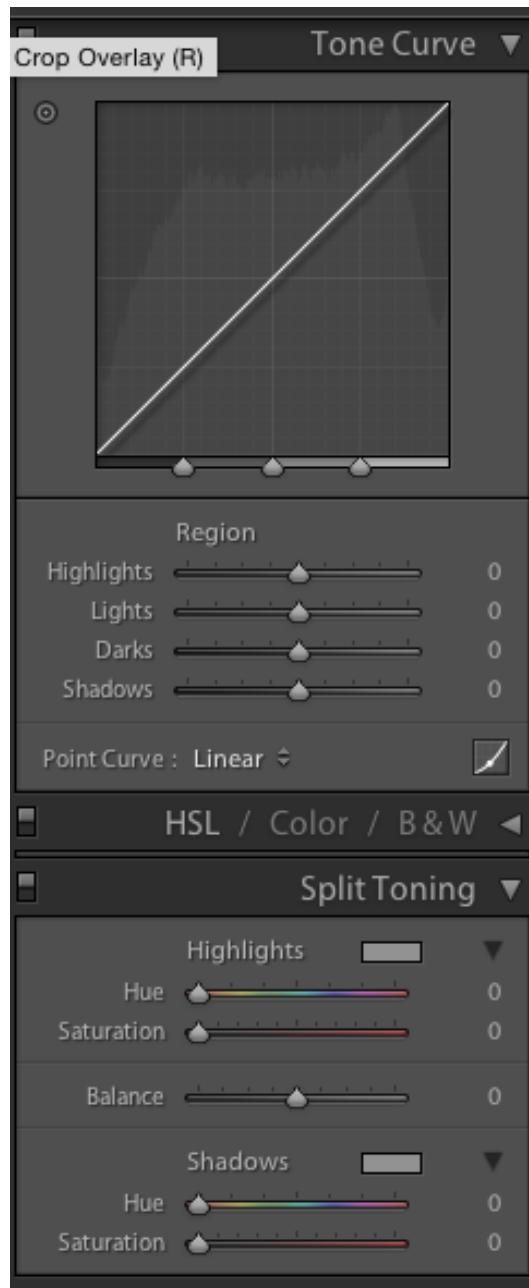 Tone Curve
Crop Overlay (R)
Region
Highlights 0
Lights 0
Darks 0
Shadows 0
Point Curve : Linear
HSL / Color / B&W
Split Toning
Highlights
Hue 0
Saturation 0
Balance 0
Shadows
Hue 0
Saturation 0